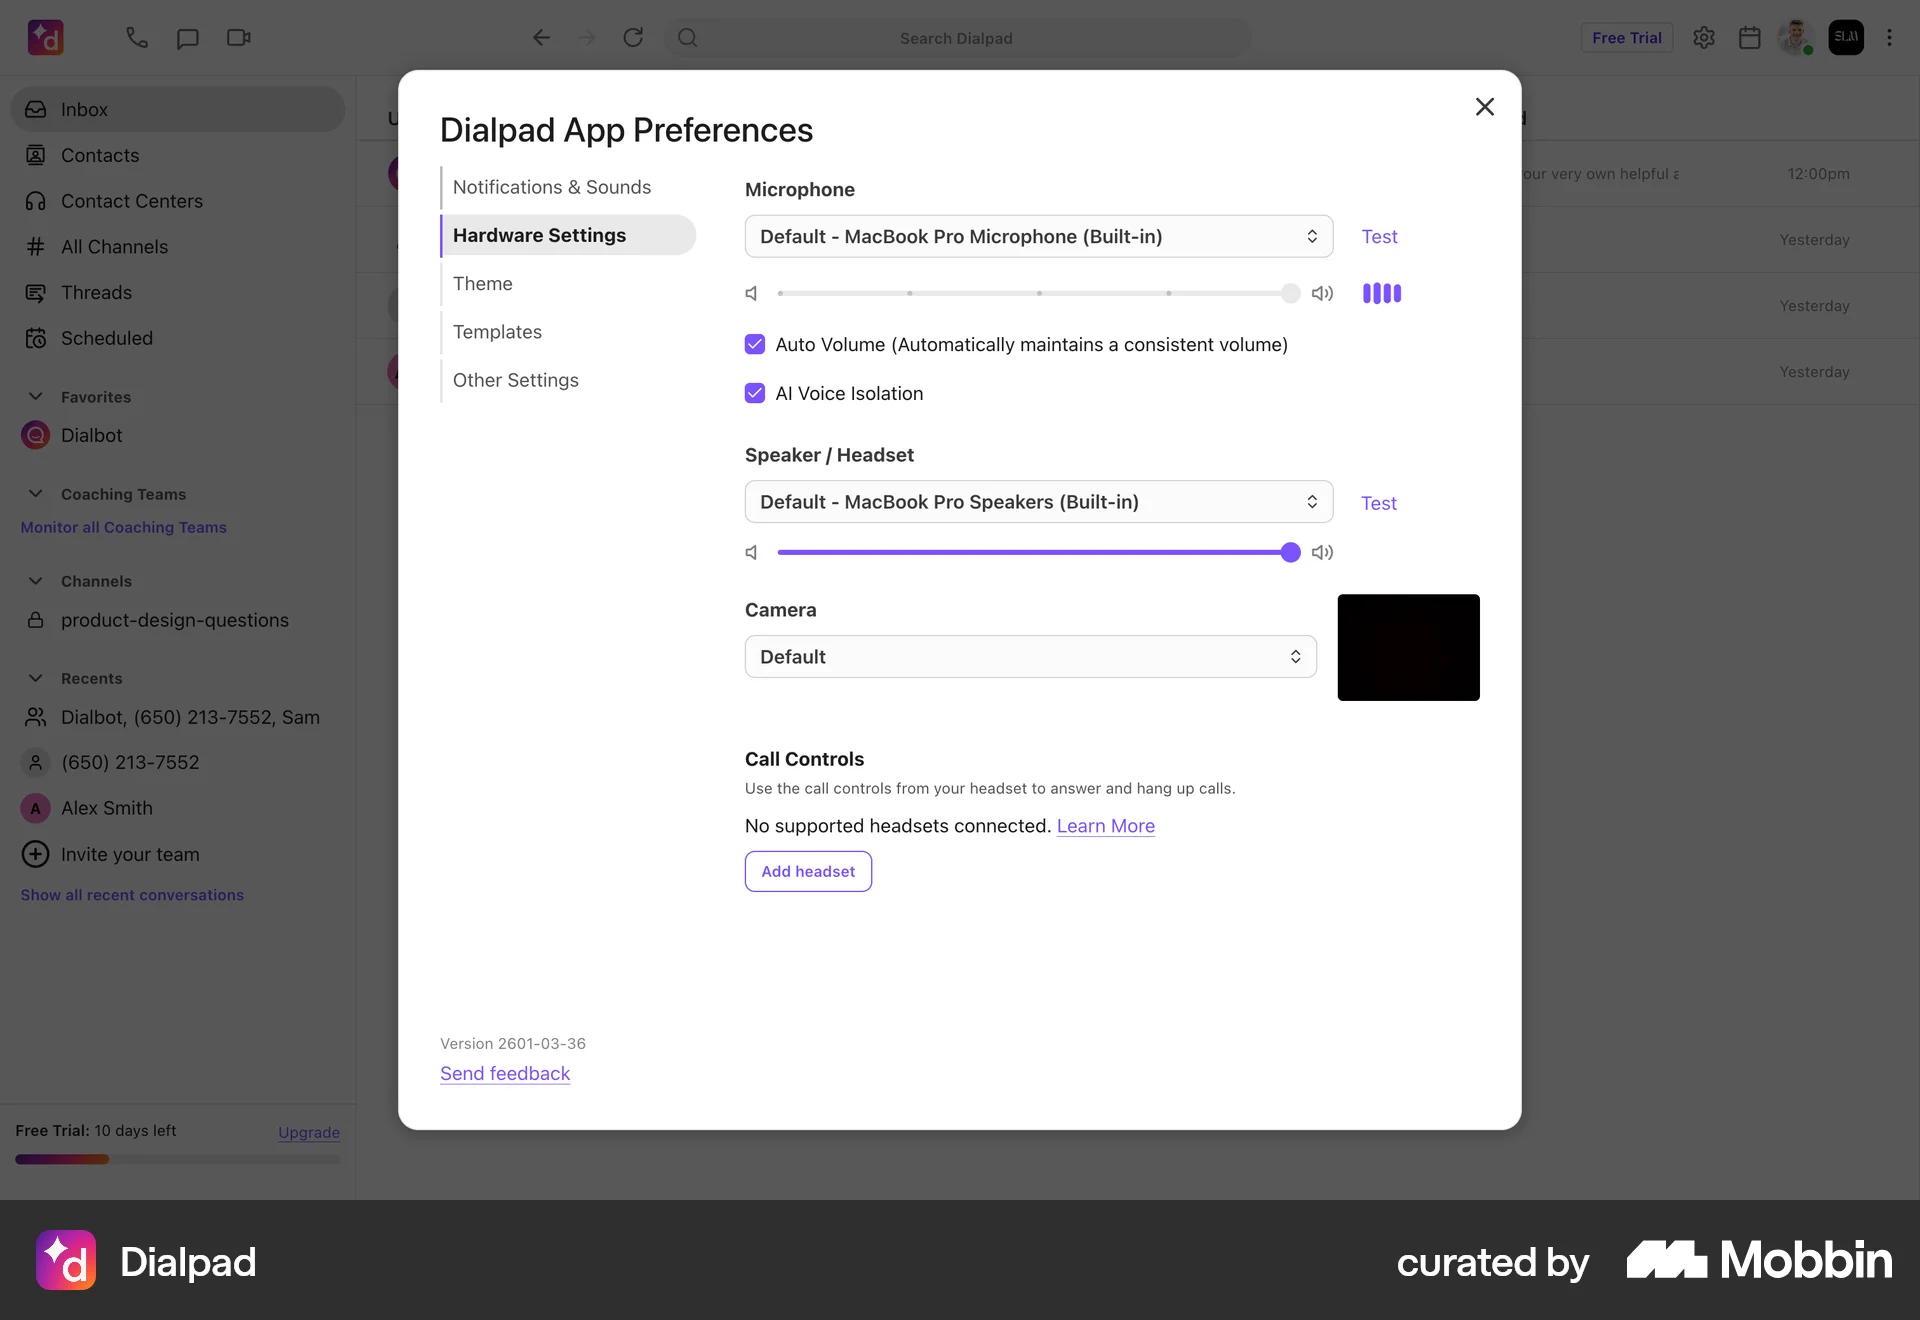 Search Dialpad
Free Trial
Inbox
Contacts
Contact Centers
All Channels
Threads
Scheduled
Favorites
Dialbot
Coaching Teams
Monitor all Coaching Teams
Channels
product-design-questions
Recents
Dialbot, (650) 213-7552, Sam
(650) 213-7552
A
Alex Smith
Invite your team
Show all recent conversations
Free Trial: 10 days left
Upgrade
Dialpad App Preferences
Notifications & Sounds
Hardware Settings
Theme
Templates
Other Settings
Microphone
Default - MacBook Pro Microphone (Built-in)
Test
Auto Volume (Automatically maintains a consistent volume)
AI Voice Isolation
Speaker / Headset
Default - MacBook Pro Speakers (Built-in)
Test
Camera
Default
Call Controls
Use the call controls from your headset to answer and hang up calls.
No supported headsets connected. Learn More
Add headset
Version 2601-03-36
Send feedback
your very own helpful
12:00pm
Yesterday
Yesterday
Yesterday
d
Dialpad
curated by
Mobbin